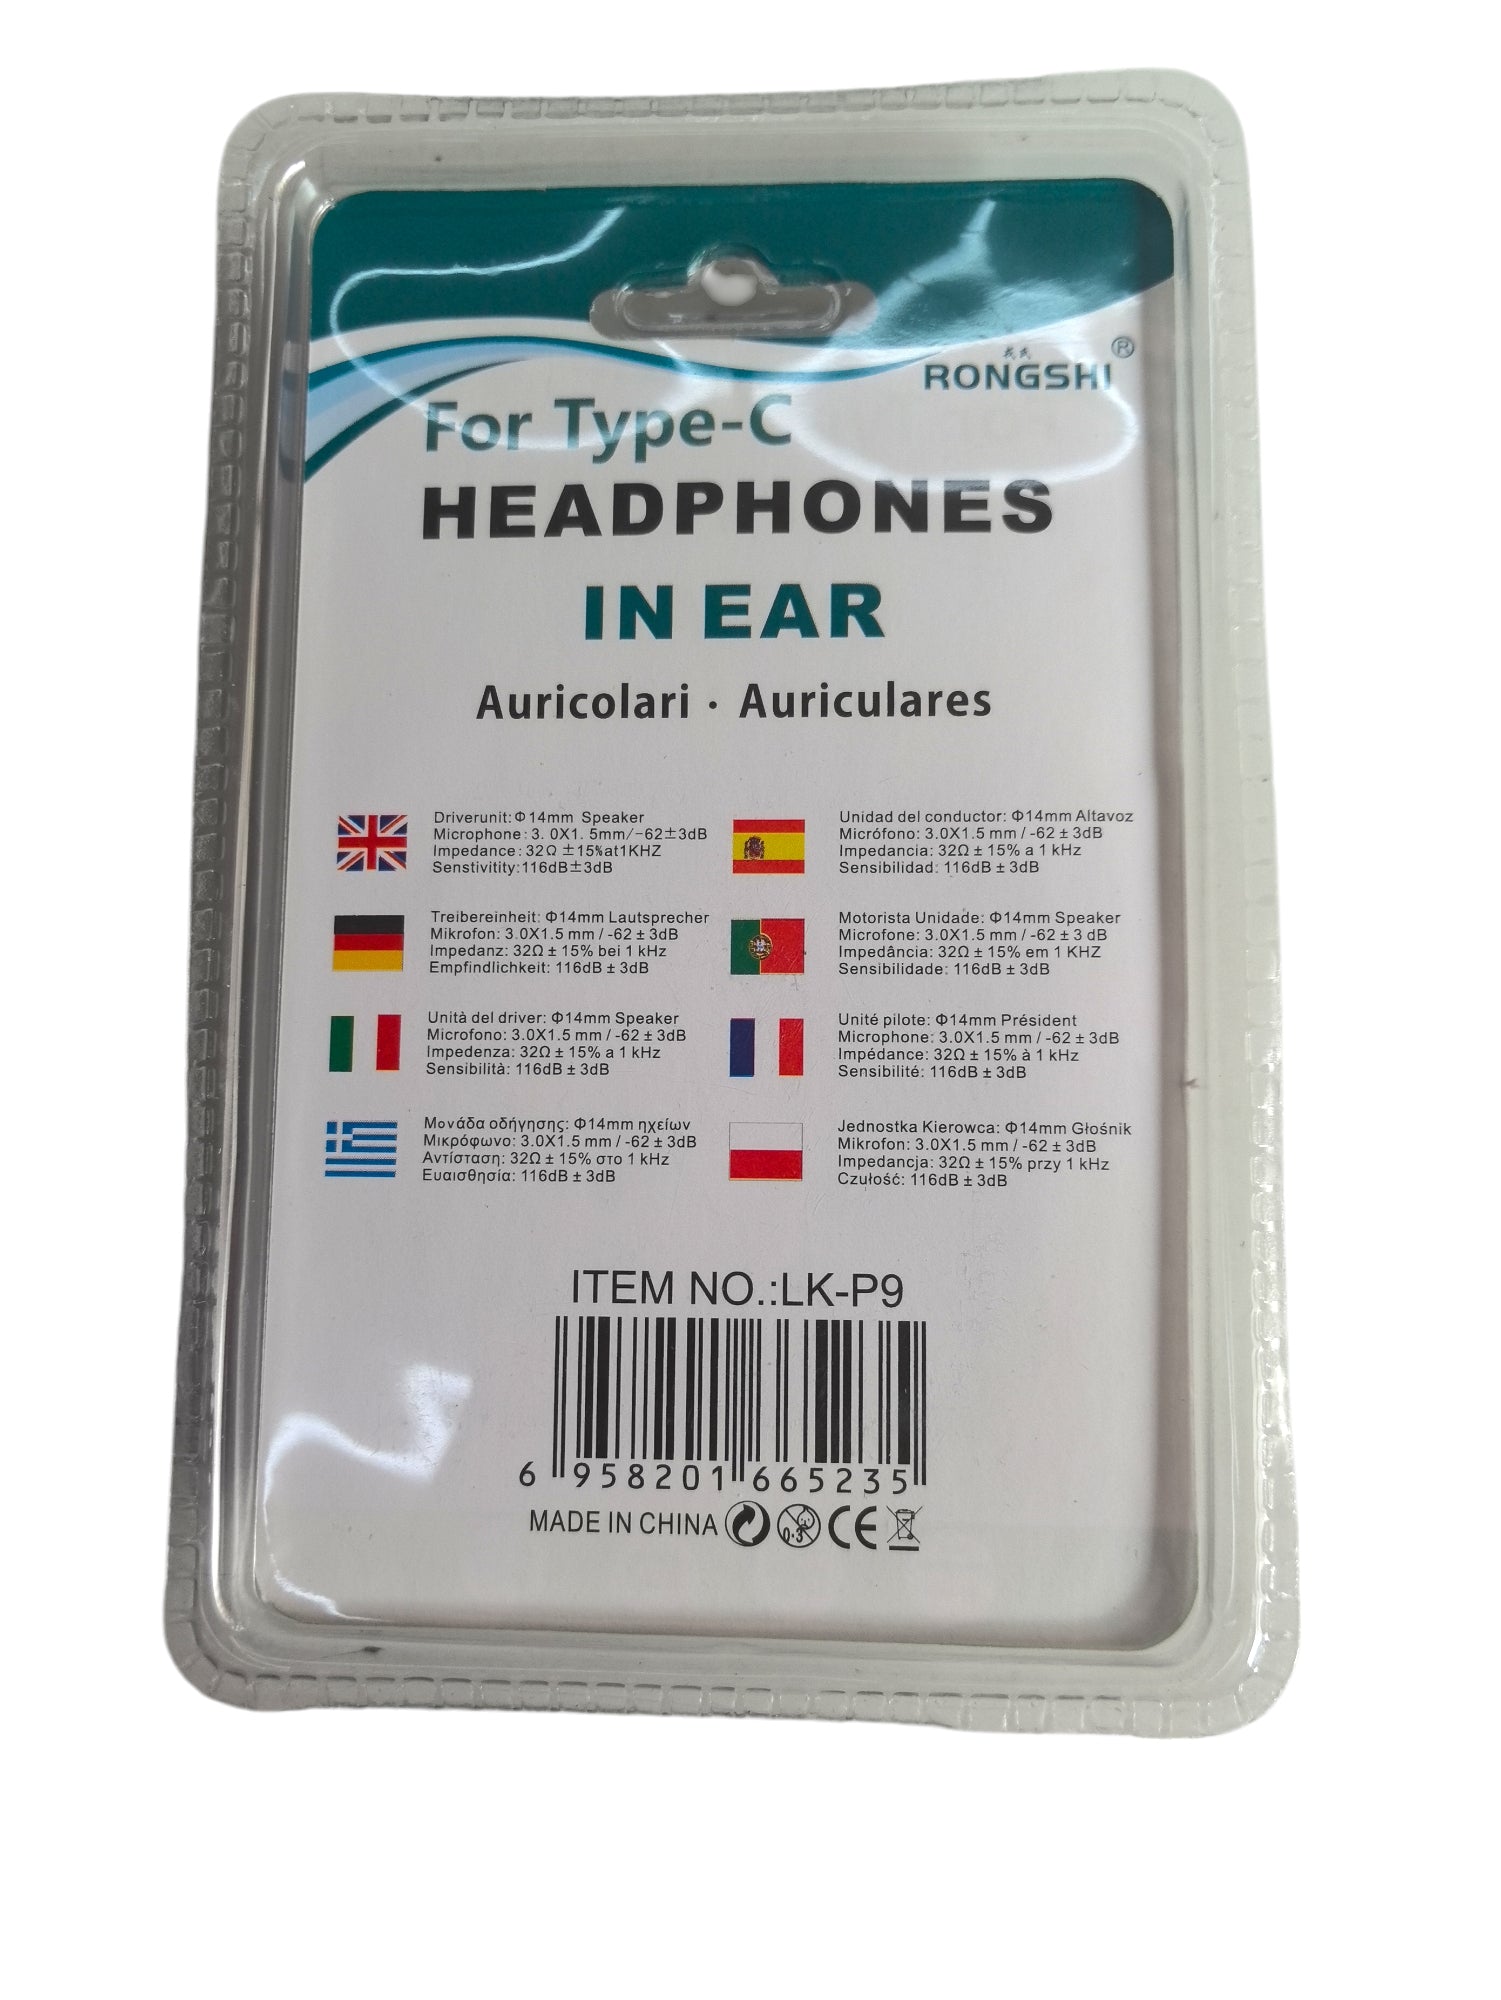 戎氏 ®
RONGSHI
For Type-C
HEADPHONES
IN EAR
Auricolari · Auriculares
Driverunit:Φ14mm Speaker
Microphone:3. 0X1. 5mm/-62±3dB
Impedance:32Ω ±15%at1KHZ
Senstivitity:116dB±3dB
Unidad del conductor: Φ14mm Altavoz
Micrófono: 3.0X1.5 mm / -62 ± 3dB
Impedancia: 32Ω ± 15% a 1 kHz
Sensibilidad: 116dB ± 3dB
Treibereinheit: Φ14mm Lautsprecher
Mikrofon: 3.0X1.5 mm / -62 ± 3dB
Impedanz: 32Ω ± 15% bei 1 kHz
Empfindlichkeit: 116dB ± 3dB
Motorista Unidade: Φ14mm Speaker
Microfone: 3.0X1.5 mm / -62 ± 3 dB
Impedância: 32Ω ± 15% em 1 KHZ
Sensibilidade: 116dB ± 3dB
Unità del driver: Φ14mm Speaker
Microfono: 3.0X1.5 mm / -62 ± 3dB
Impedenza: 32Ω ± 15% a 1 kHz
Sensibilità: 116dB ± 3dB
Unité pilote: Φ14mm Président
Microphone: 3.0X1.5 mm / -62 ± 3dB
Impédance: 32Ω ± 15% à 1 kHz
Sensibilité: 116dB ± 3dB
Μονάδα οδήγησης: Φ14mm ηχείων
Μικρόφωνο: 3.0X1.5 mm / -62 ± 3dB
Αντίσταση: 32Ω ± 15% στο 1 kHz
Ευαισθησία: 116dB ± 3dB
Jednostka Kierowca: Φ14mm Głośnik
Mikrofon: 3.0X1.5 mm / -62 ± 3dB
Impedancja: 32Ω ± 15% przy 1 kHz
Czułość: 116dB ± 3dB
ITEM NO.:LK-P9
6 958201 665235
MADE IN CHINA 0-3 CE